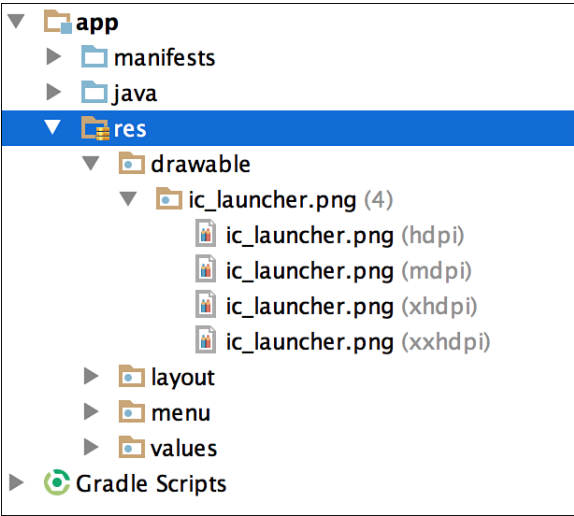 app
manifests
java
res
drawable
ic_launcher.png (4)
ic_launcher.png (hdpi)
ic_launcher.png (mdpi)
ic_launcher.png (xhdpi)
ic_launcher.png (xxhdpi)
layout
menu
values
Gradle Scripts